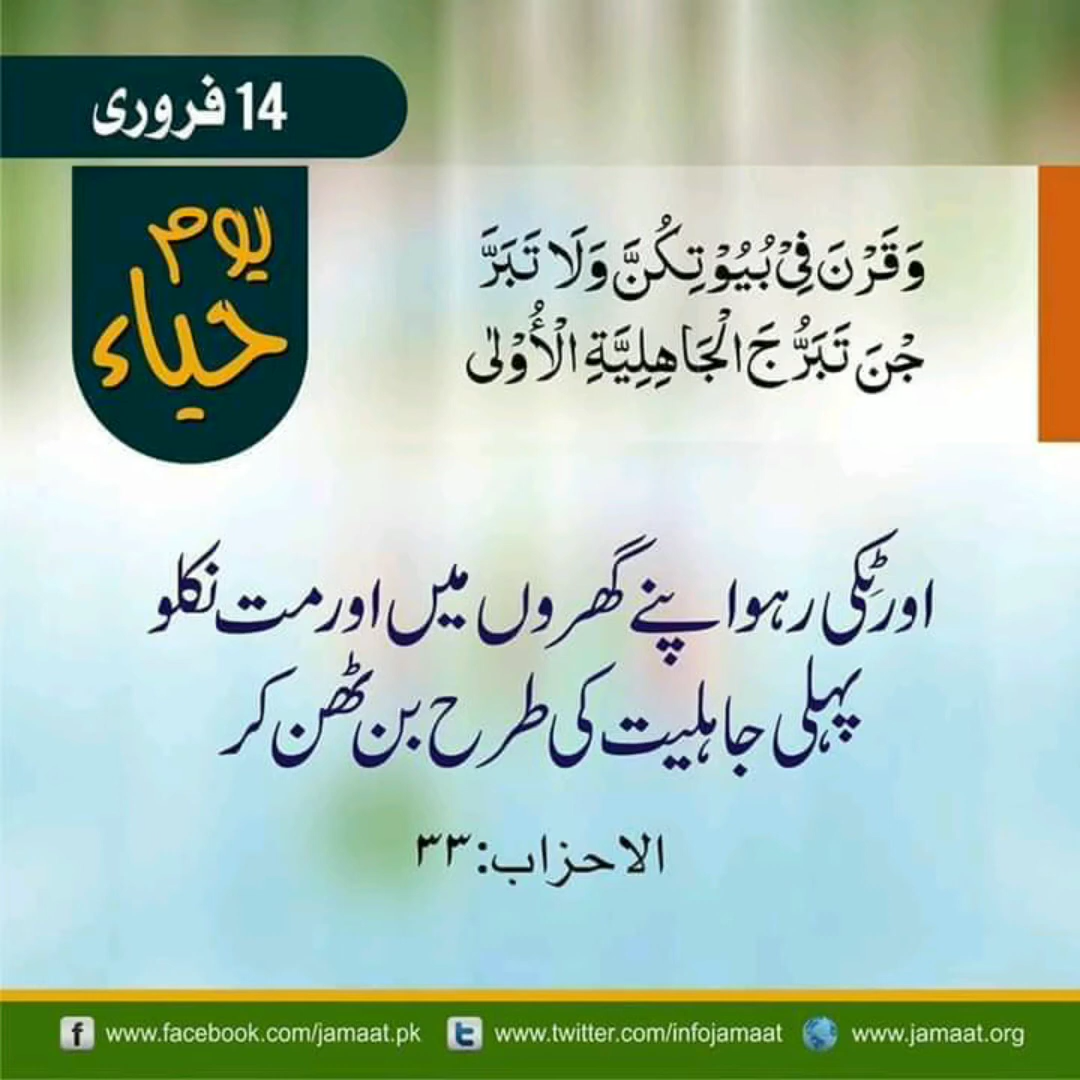 14 فروری
یوم
حیاء
وَقَرْنَ فِیْ بُیُوْتِکُنَّ وَلَا تَبَرَّ
جْنَ تَبَرُّجَ الْجَاهِلِیَّةِ الْأُوْلٰی
اور ٹِکی رہو اپنے گھروں میں اور مت نکلو
پہلی جاہلیت کی طرح بن ٹھن کر
الاحزاب: ۳۳
www.facebook.com/jamaat.pk www.twitter.com/infojamaat www.jamaat.org